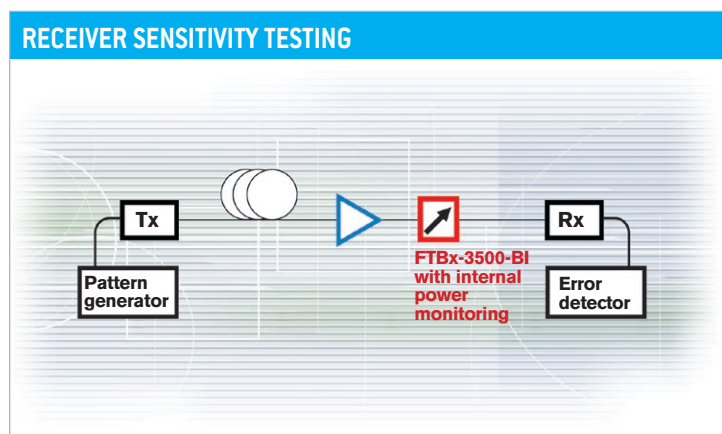 RECEIVER SENSITIVITY TESTING
Tx
Rx
FTBx-3500-BI
with internal
power
monitoring
Pattern
generator
Error
detector